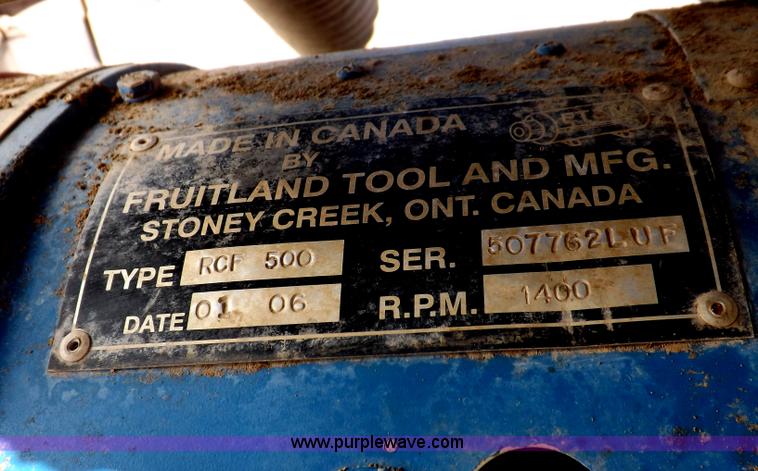 MADE IN CANADA
BY
FRUITLAND TOOL AND MFG.
STONEY CREEK, ONT. CANADA
TYPE RCF 500 SER. 507762LUF
DATE 01 06 R.P.M. 1400
www.purplewave.com